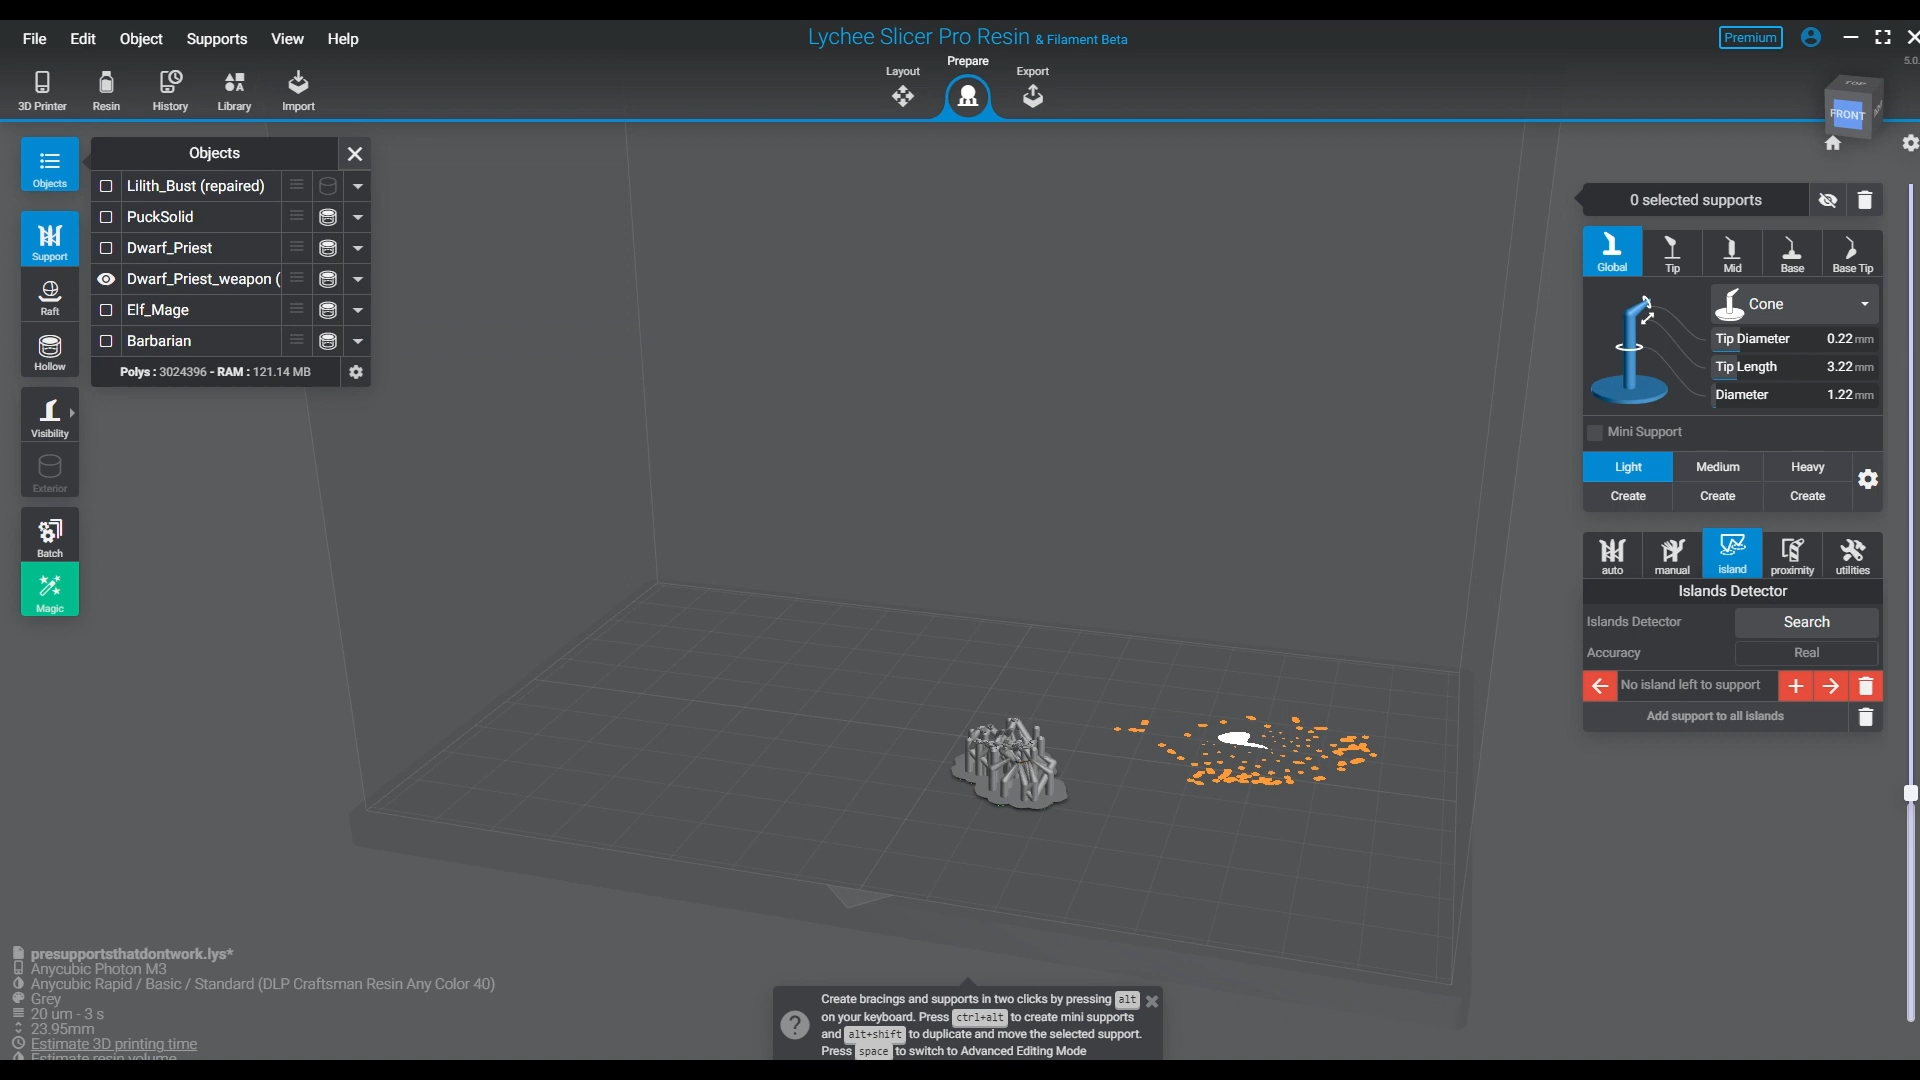 File Edit Object Supports View Help
Lychee Slicer Pro Resin & Filament Beta
Premium
5.0.
3D Printer Resin History Library Import
Layout Prepare Export
TOP
FRONT
Objects
Support
Raft
Hollow
Visibility
Exterior
Batch
Magic
Objects
Lilith_Bust (repaired)
PuckSolid
Dwarf_Priest
Dwarf_Priest_weapon (
Elf_Mage
Barbarian
Polys : 3024396 - RAM : 121.14 MB
0 selected supports
Global Tip Mid Base Base Tip
Cone
Tip Diameter 0.22 mm
Tip Length 3.22 mm
Diameter 1.22 mm
Mini Support
Light Medium Heavy
Create Create Create
auto manual island proximity utilities
Islands Detector
Islands Detector Search
Accuracy Real
No island left to support
Add support to all islands
presupportsthatdontwork.lys*
Anycubic Photon M3
Anycubic Rapid / Basic / Standard (DLP Craftsman Resin Any Color 40)
Grey
20 um - 3 s
23.95mm
Estimate 3D printing time
Estimate resin volume
Create bracings and supports in two clicks by pressing alt
on your keyboard. Press ctrl+alt to create mini supports
and alt+shift to duplicate and move the selected support.
Press space to switch to Advanced Editing Mode